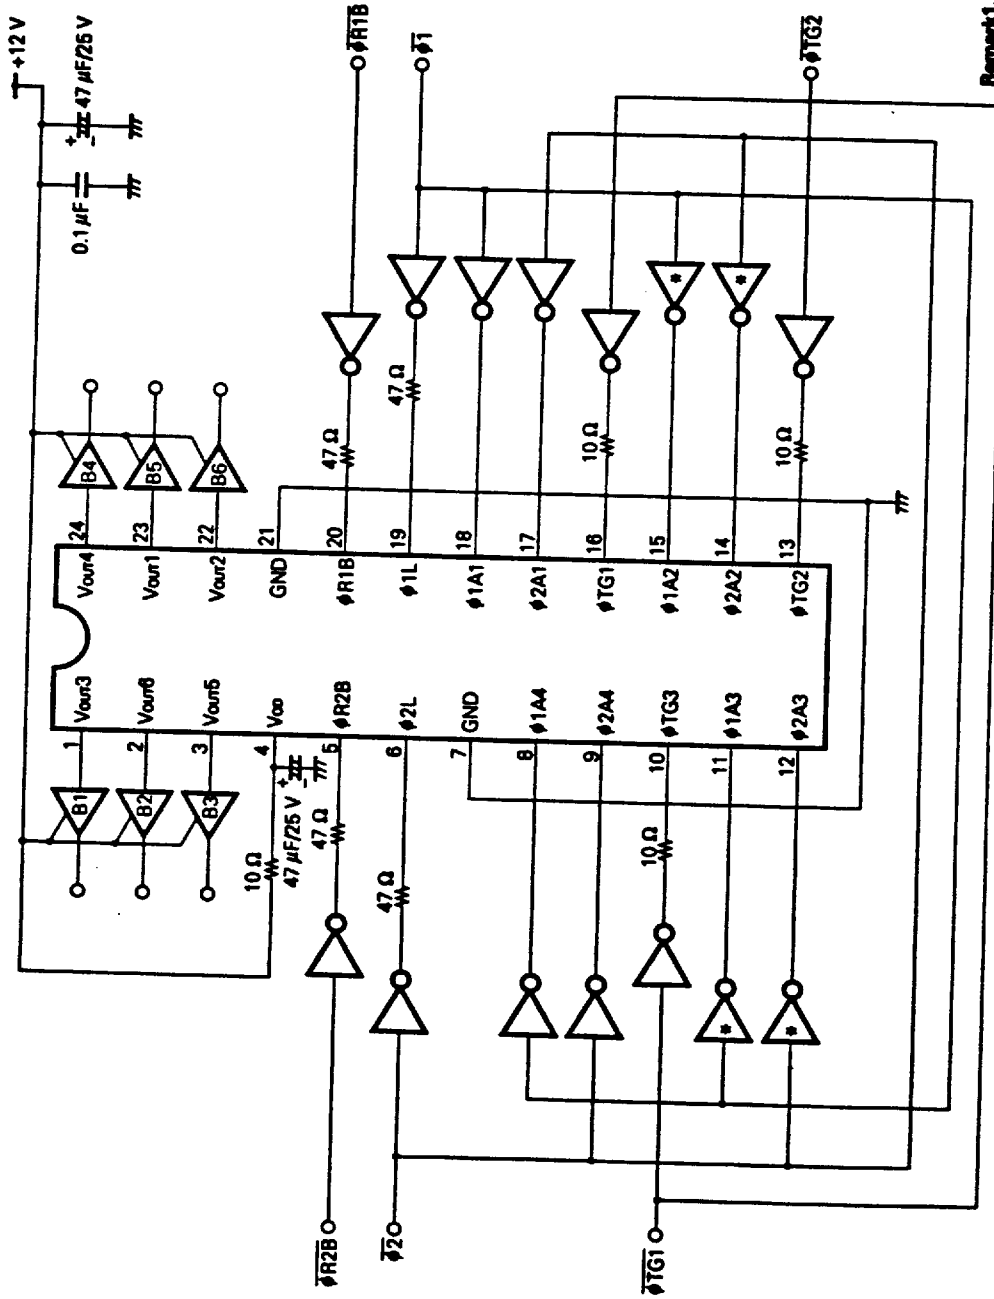 +12 V
47 μF/25 V
+
−
0.1 μF
φR1B
φ1
φTG2
47 Ω
47 Ω
10 Ω
10 Ω
*
*
B4
B5
B6
24
23
22
21
20
19
18
17
16
15
14
13
VOUT4
VOUT1
VOUT2
GND
φR1B
φ1L
φ1A1
φ2A1
φTG1
φ1A2
φ2A2
φTG2
VOUT3
VOUT6
VOUT5
VDD
φR2B
φ2L
GND
φ1A4
φ2A4
φTG3
φ1A3
φ2A3
1
2
3
4
5
6
7
8
9
10
11
12
B1
B2
B3
10 Ω
47 μF/25 V
+
−
47 Ω
47 Ω
10 Ω
*
*
φR2B
φ2
φTG1